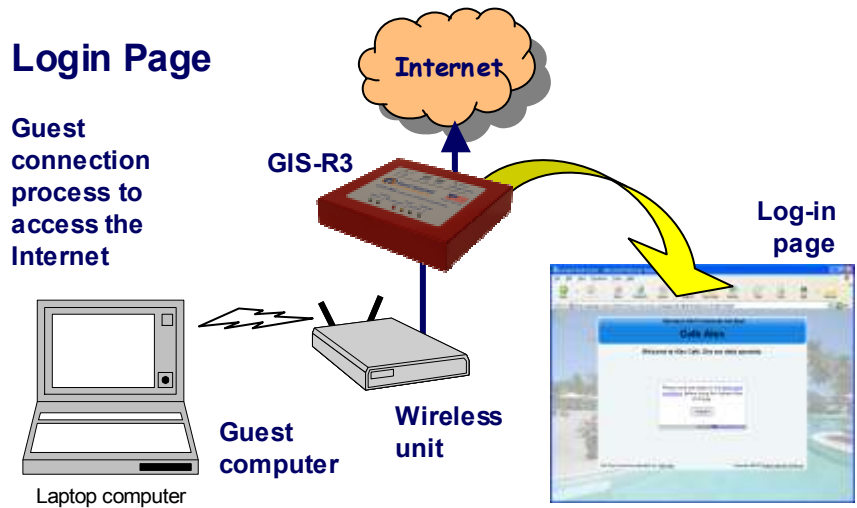 Login Page
Internet
Guest
connection
process to
access the
Internet
GIS-R3
Log-in
page
Cafe Alex
Guest
computer
Wireless
unit
Laptop computer